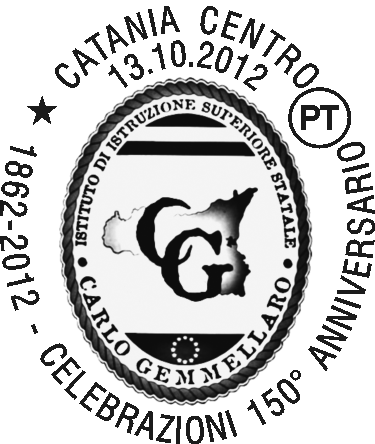 CATANIA CENTRO
13.10.2012
PT
★ 1862-2012 - CELEBRAZIONI 150° ANNIVERSARIO
ISTITUTO DI ISTRUZIONE SUPERIORE STATALE
CG
• CARLO GEMMELLARO •